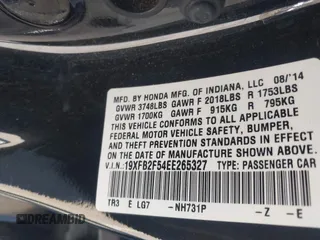 MFD. BY HONDA MFG. OF INDIANA, LLC 08/'14
GVWR 3748LBS GAWR F 2018LBS R 1753LBS
GVWR 1700KG GAWR F 915KG R 795KG
THIS VEHICLE CONFORMS TO ALL APPLICABLE
FEDERAL MOTOR VEHICLE SAFETY, BUMPER,
AND THEFT PREVENTION STANDARDS IN EFFECT
ON THE DATE OF MANUFACTURE SHOWN ABOVE.
V.I.N.: 19XFB2F54EE265327 TYPE: PASSENGER CAR
TR3 E LG7 -NH731P -Z -E
DREAMBID